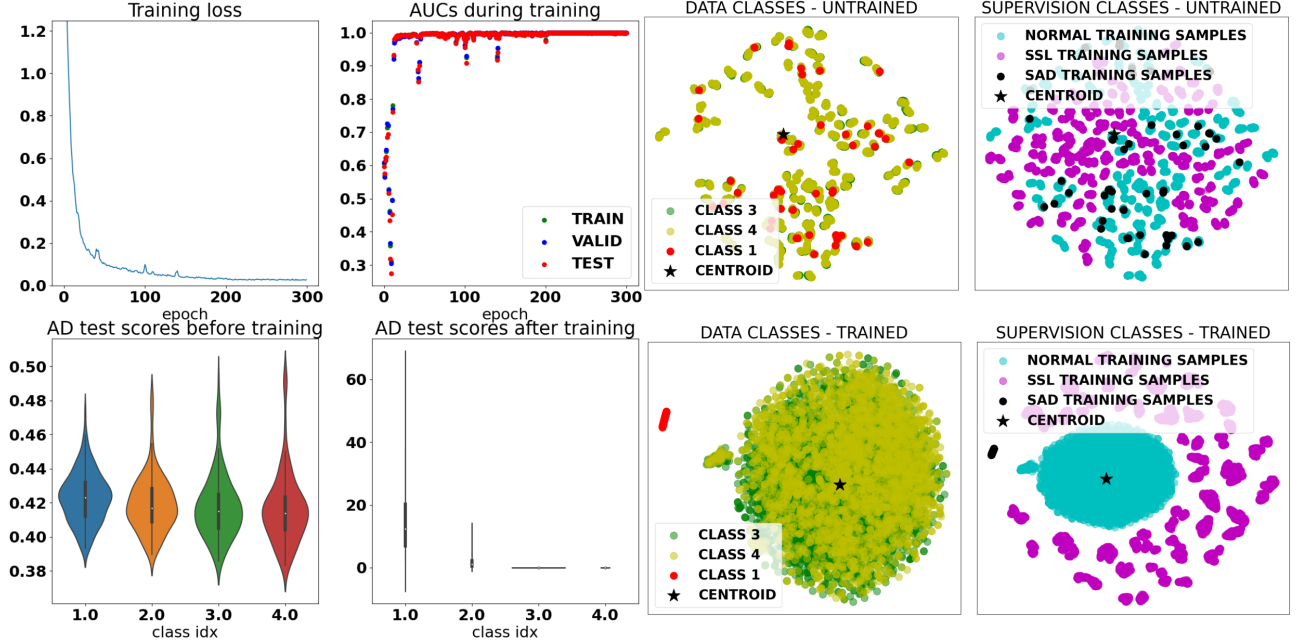 Training loss
1.2
1.0
0.8
0.6
0.4
0.2
0.0
0
100
200
300
epoch
AUCs during training
1.0
0.9
0.8
0.7
0.6
0.5
0.4
0.3
TRAIN
VALID
TEST
0
100
200
300
epoch
DATA CLASSES - UNTRAINED
CLASS 3
CLASS 4
CLASS 1
CENTROID
SUPERVISION CLASSES - UNTRAINED
NORMAL TRAINING SAMPLES
SSL TRAINING SAMPLES
SAD TRAINING SAMPLES
CENTROID
AD test scores before training
0.50
0.48
0.46
0.44
0.42
0.40
0.38
1.0
2.0
3.0
4.0
class idx
AD test scores after training
60
40
20
0
1.0
2.0
3.0
4.0
class idx
DATA CLASSES - TRAINED
CLASS 3
CLASS 4
CLASS 1
CENTROID
SUPERVISION CLASSES - TRAINED
NORMAL TRAINING SAMPLES
SSL TRAINING SAMPLES
SAD TRAINING SAMPLES
CENTROID